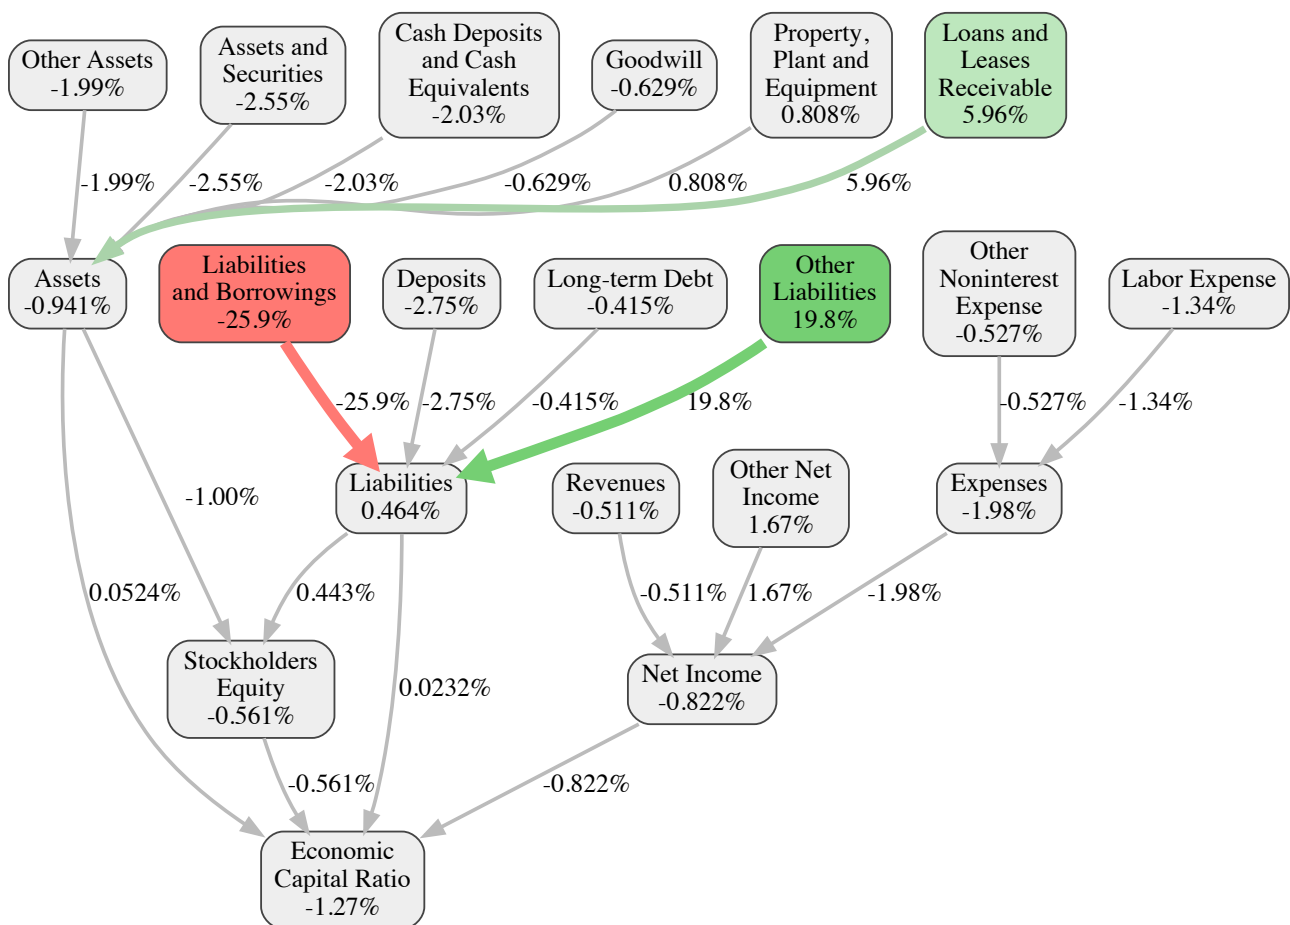 Other Assets
-1.99%
Assets and
Securities
-2.55%
Cash Deposits
and Cash
Equivalents
-2.03%
Goodwill
-0.629%
Property,
Plant and
Equipment
0.808%
Loans and
Leases
Receivable
5.96%
-1.99%
-2.55%
-2.03%
-0.629%
0.808%
5.96%
Assets
-0.941%
Liabilities
and Borrowings
-25.9%
Deposits
-2.75%
Long-term Debt
-0.415%
Other
Liabilities
19.8%
Other
Noninterest
Expense
-0.527%
Labor Expense
-1.34%
-25.9%
-2.75%
-0.415%
19.8%
-0.527%
-1.34%
-1.00%
Liabilities
0.464%
Revenues
-0.511%
Other Net
Income
1.67%
Expenses
-1.98%
0.0524%
0.443%
-0.511%
1.67%
-1.98%
Stockholders
Equity
-0.561%
0.0232%
Net Income
-0.822%
-0.561%
-0.822%
Economic
Capital Ratio
-1.27%